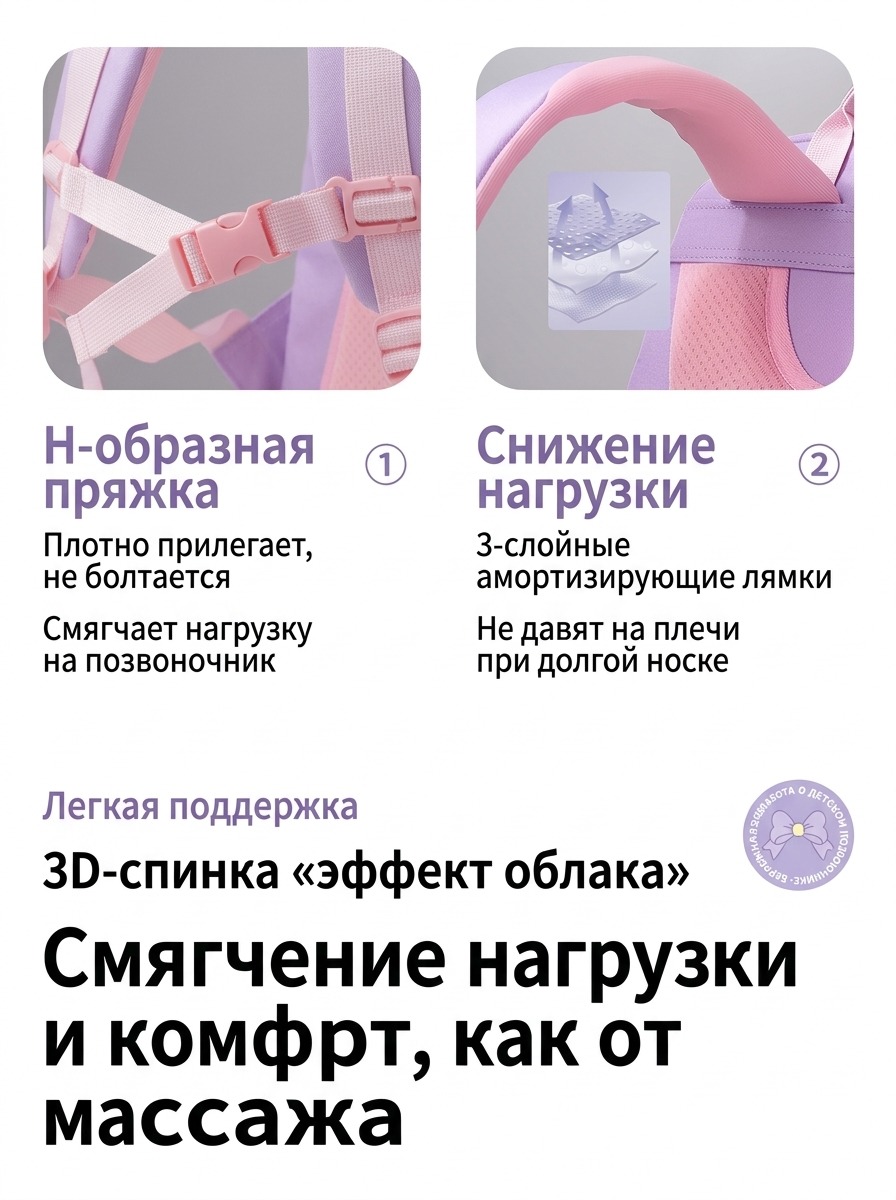 Н-образная
пряжка
①
Плотно прилегает,
не болтается
Смягчает нагрузку
на позвоночник
Снижение
нагрузки
②
3-слойные
амортизирующие лямки
Не давят на плечи
при долгой носке
Легкая поддержка
3D-спинка «эффект облака»
Смягчение нагрузки
и комфрт, как от
массажа